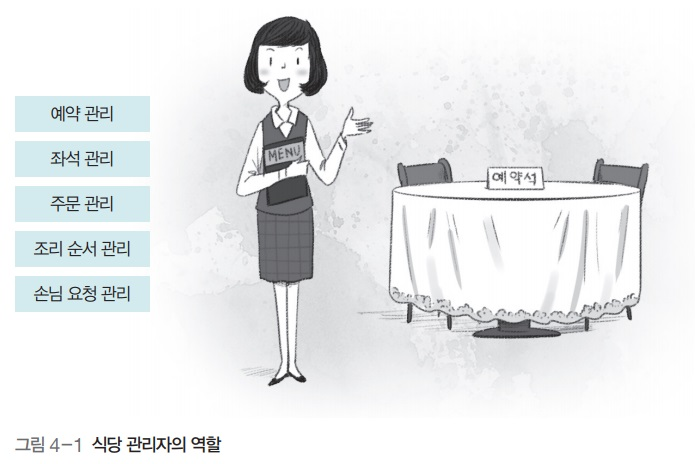 예약 관리
좌석 관리
주문 관리
조리 순서 관리
손님 요청 관리
MENU
예약석
그림 4-1 식당 관리자의 역할